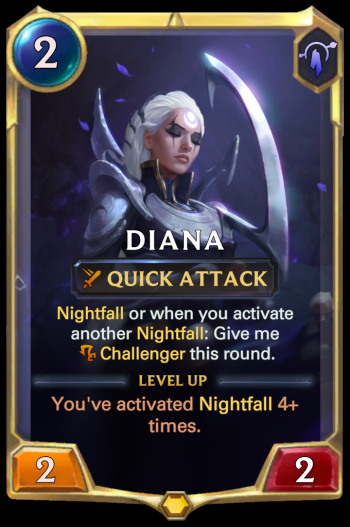 2
DIANA
QUICK ATTACK
Nightfall or when you activate
another Nightfall: Give me
Challenger this round.
LEVEL UP
You've activated Nightfall 4+
times.
2
2